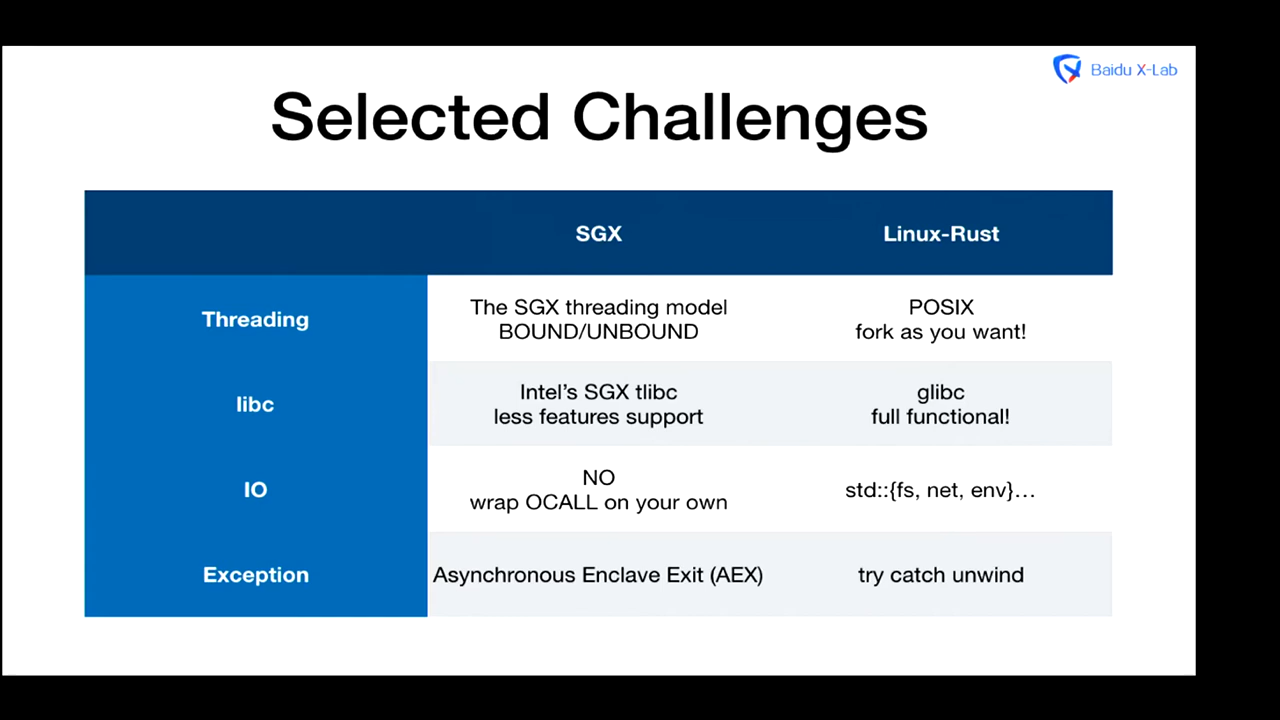 Baidu X-Lab
Selected Challenges
SGX
Linux-Rust
Threading
The SGX threading model
BOUND/UNBOUND
POSIX
fork as you want!
libc
Intel's SGX tlibc
less features support
glibc
full functional!
IO
NO
wrap OCALL on your own
std::{fs, net, env}…
Exception
Asynchronous Enclave Exit (AEX)
try catch unwind